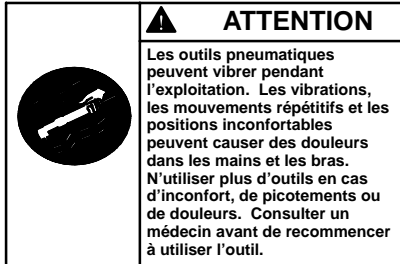 ATTENTION
Les outils pneumatiques
peuvent vibrer pendant
l'exploitation. Les vibrations,
les mouvements répétitifs et les
positions inconfortables
peuvent causer des douleurs
dans les mains et les bras.
N'utiliser plus d'outils en cas
d'inconfort, de picotements ou
de douleurs. Consulter un
médecin avant de recommencer
à utiliser l'outil.